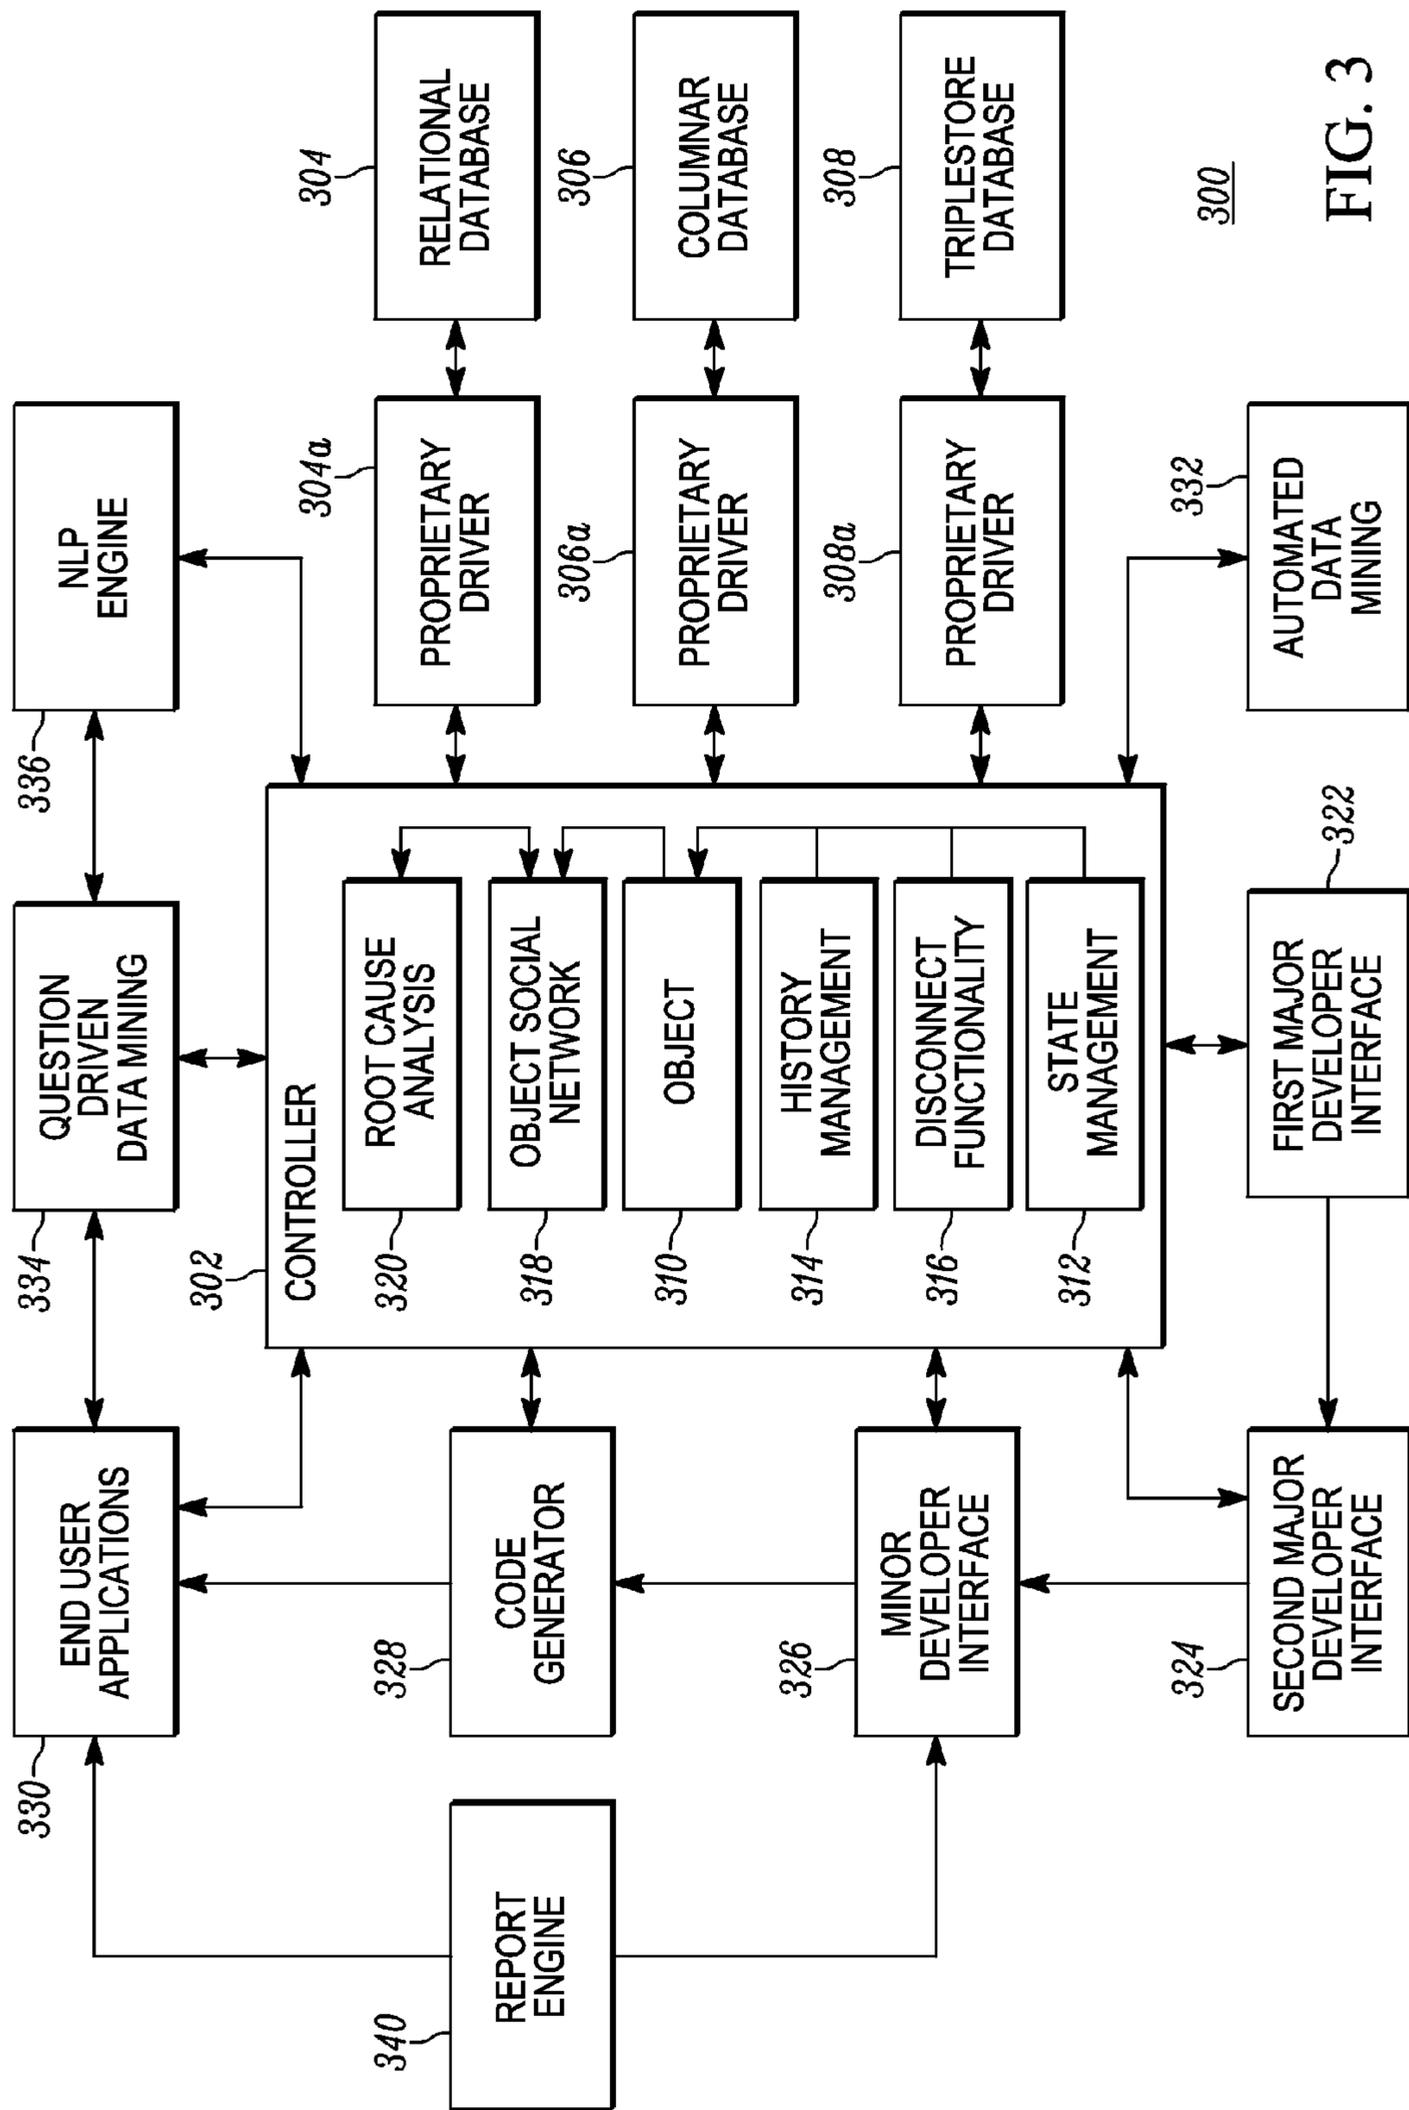 330
END USER
APPLICATIONS
334
QUESTION
DRIVEN
DATA MINING
336
NLP
ENGINE
340
REPORT
ENGINE
328
CODE
GENERATOR
302
CONTROLLER
320
ROOT CAUSE
ANALYSIS
318
OBJECT SOCIAL
NETWORK
310
OBJECT
314
HISTORY
MANAGEMENT
316
DISCONNECT
FUNCTIONALITY
312
STATE
MANAGEMENT
304a
PROPRIETARY
DRIVER
304
RELATIONAL
DATABASE
306a
PROPRIETARY
DRIVER
306
COLUMNAR
DATABASE
308a
PROPRIETARY
DRIVER
308
TRIPLESTORE
DATABASE
326
MINOR
DEVELOPER
INTERFACE
324
SECOND MAJOR
DEVELOPER
INTERFACE
322
FIRST MAJOR
DEVELOPER
INTERFACE
332
AUTOMATED
DATA
MINING
300
FIG. 3